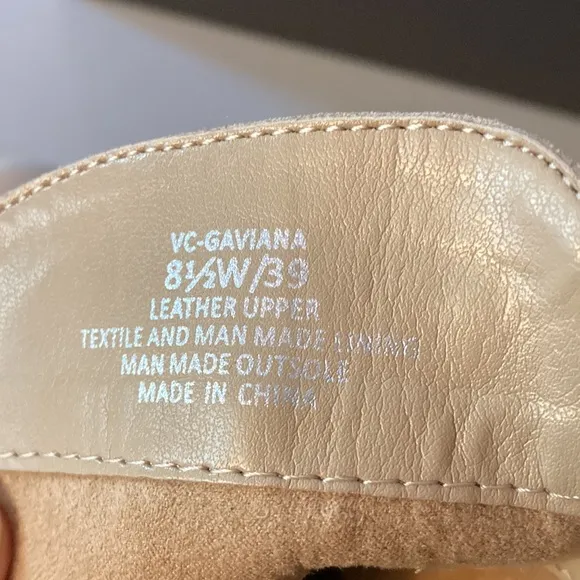 VC-GAVIANA
8½W/39
LEATHER UPPER
TEXTILE AND MAN MADE LINING
MAN MADE OUTSOLE
MADE IN CHINA